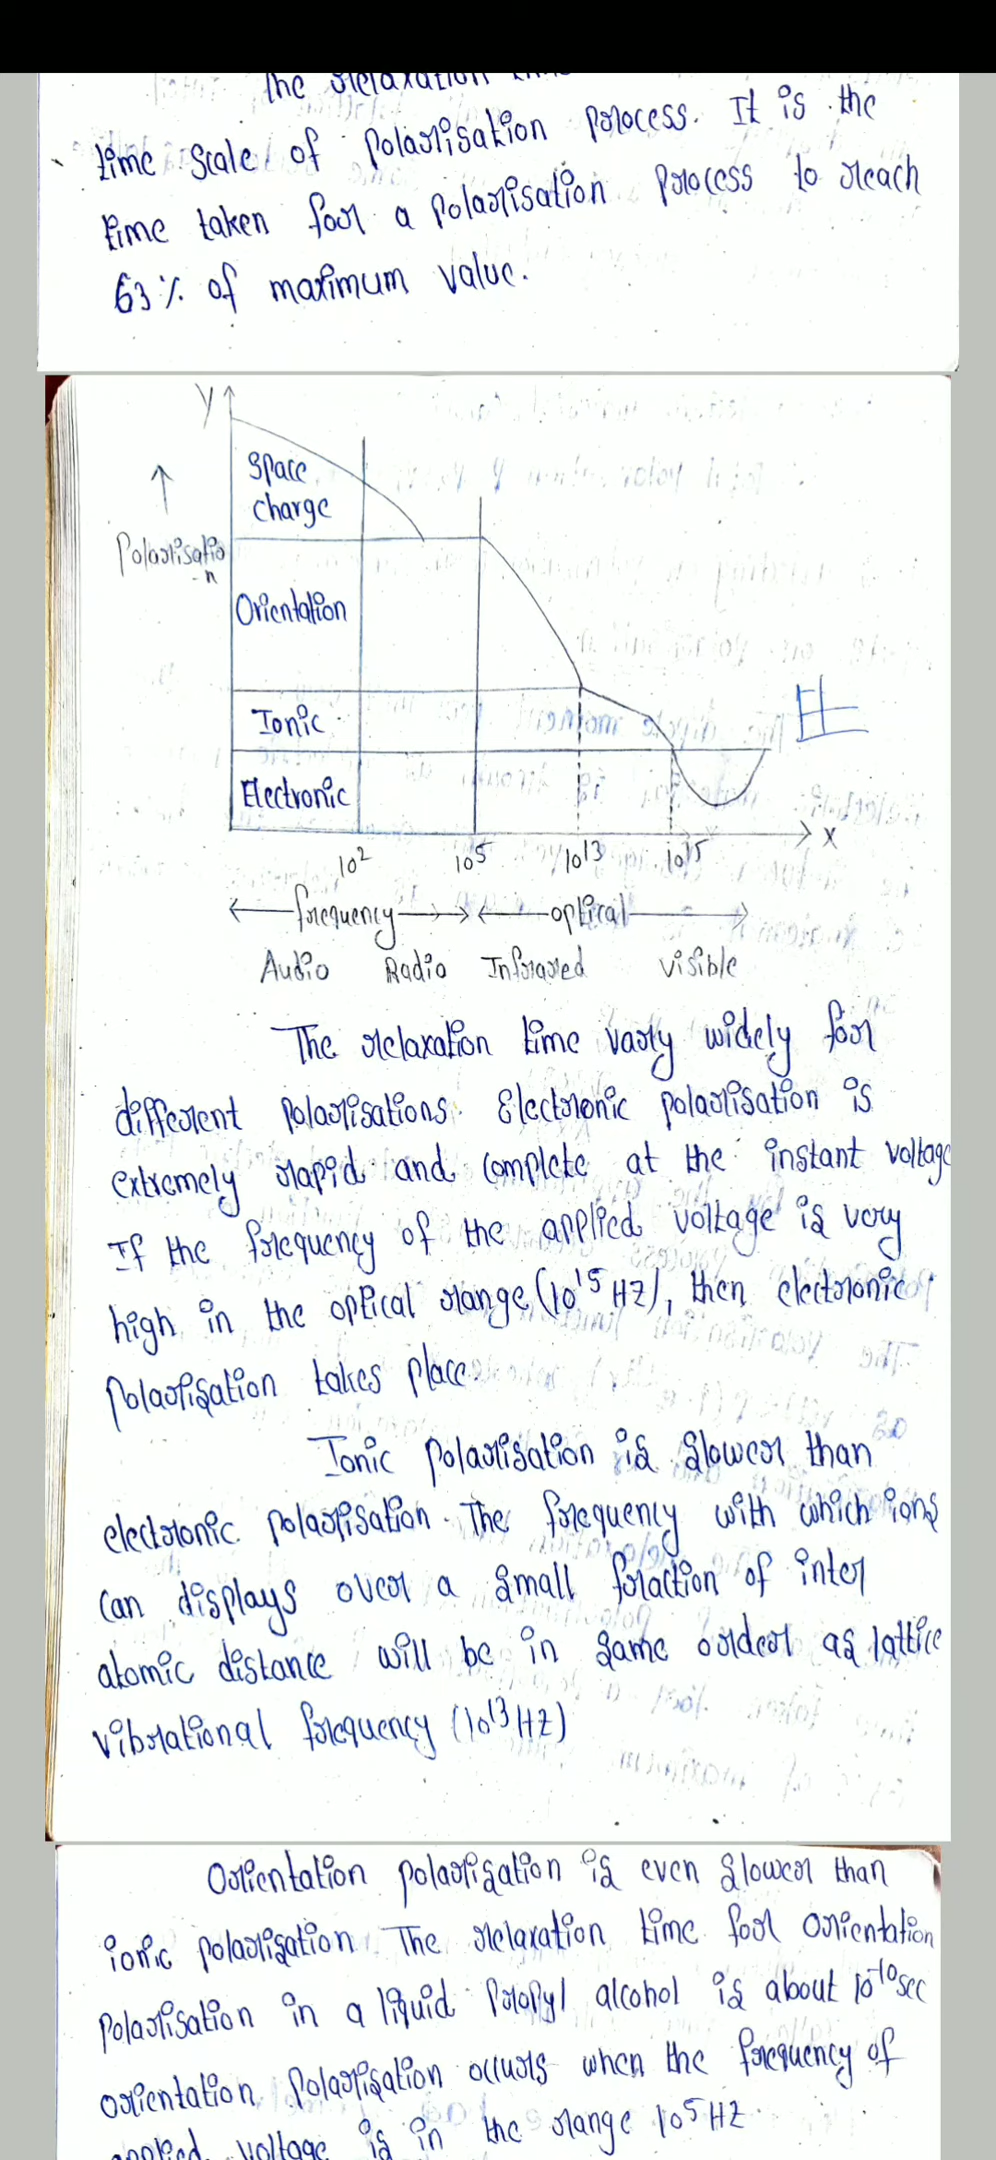 The relaxation
time scale of polarisation process. It is the
time taken for a polarisation process to reach
63% of maximum value.
Y
Space
charge
Polarisatio
-n
Orientation
Ionic
Electronic
10² 10⁵ 10¹³ 10¹⁵ X
frequency optical
Audio Radio Infrared visible
The relaxation time vary widely for
different polarisations. Electronic polarisation is
extremely rapid and complete at the instant voltage
If the frequency of the applied voltage is very
high in the optical range (10¹⁵ HZ), then electronic
polarisation takes place.
Ionic polarisation is slower than
electronic polarisation. The frequency with which ions
can displays over a small fraction of inter
atomic distance will be in same order as lattice
vibrational frequency (10¹³ HZ)
Orientation polarisation is even slower than
ionic polarisation The relaxation time for orientation
polarisation in a liquid propyl alcohol is about 10⁻¹⁰sec
orientation polarisation occurs when the frequency of
applied voltage is in the range 10⁵ HZ.